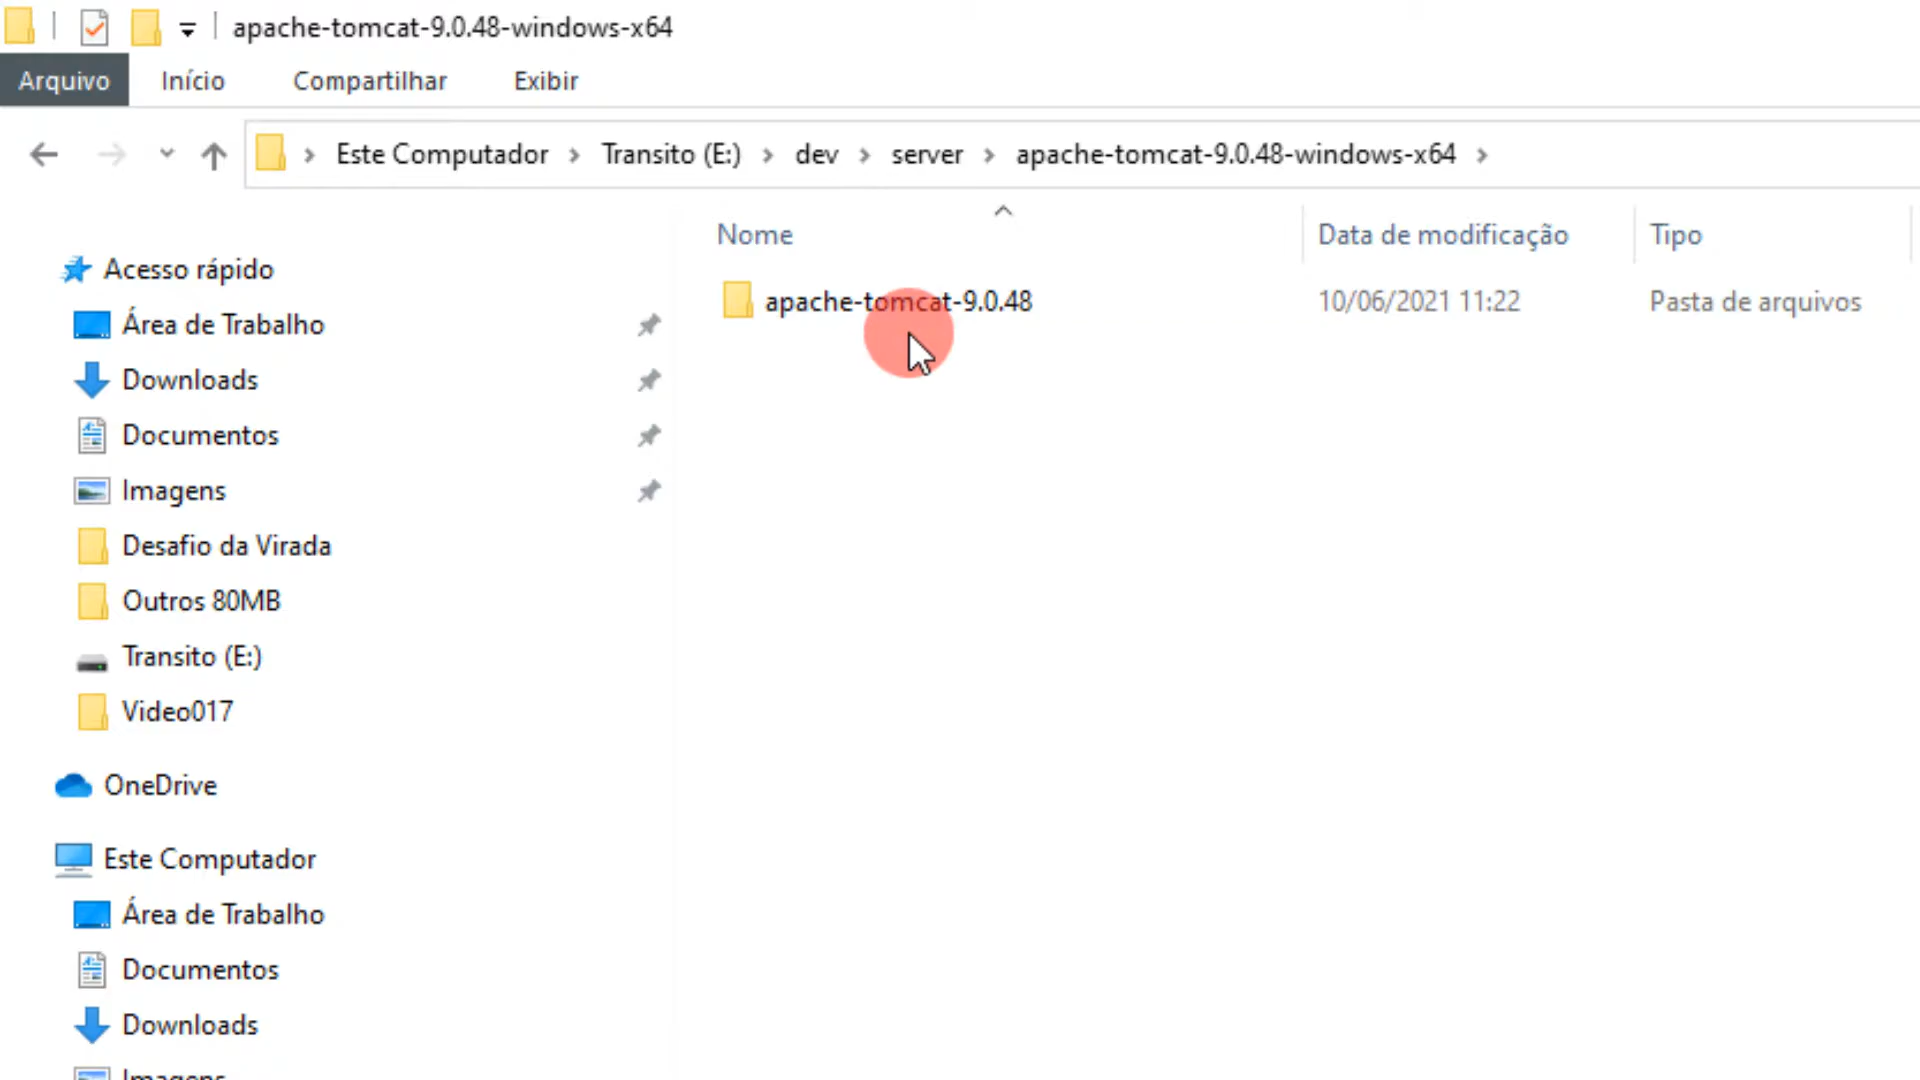 apache-tomcat-9.0.48-windows-x64
Arquivo Início Compartilhar Exibir
Este Computador Transito (E:) dev server apache-tomcat-9.0.48-windows-x64
Nome Data de modificação Tipo
apache-tomcat-9.0.48 10/06/2021 11:22 Pasta de arquivos
Acesso rápido
Área de Trabalho
Downloads
Documentos
Imagens
Desafio da Virada
Outros 80MB
Transito (E:)
Video017
OneDrive
Este Computador
Área de Trabalho
Documentos
Downloads
Imagens